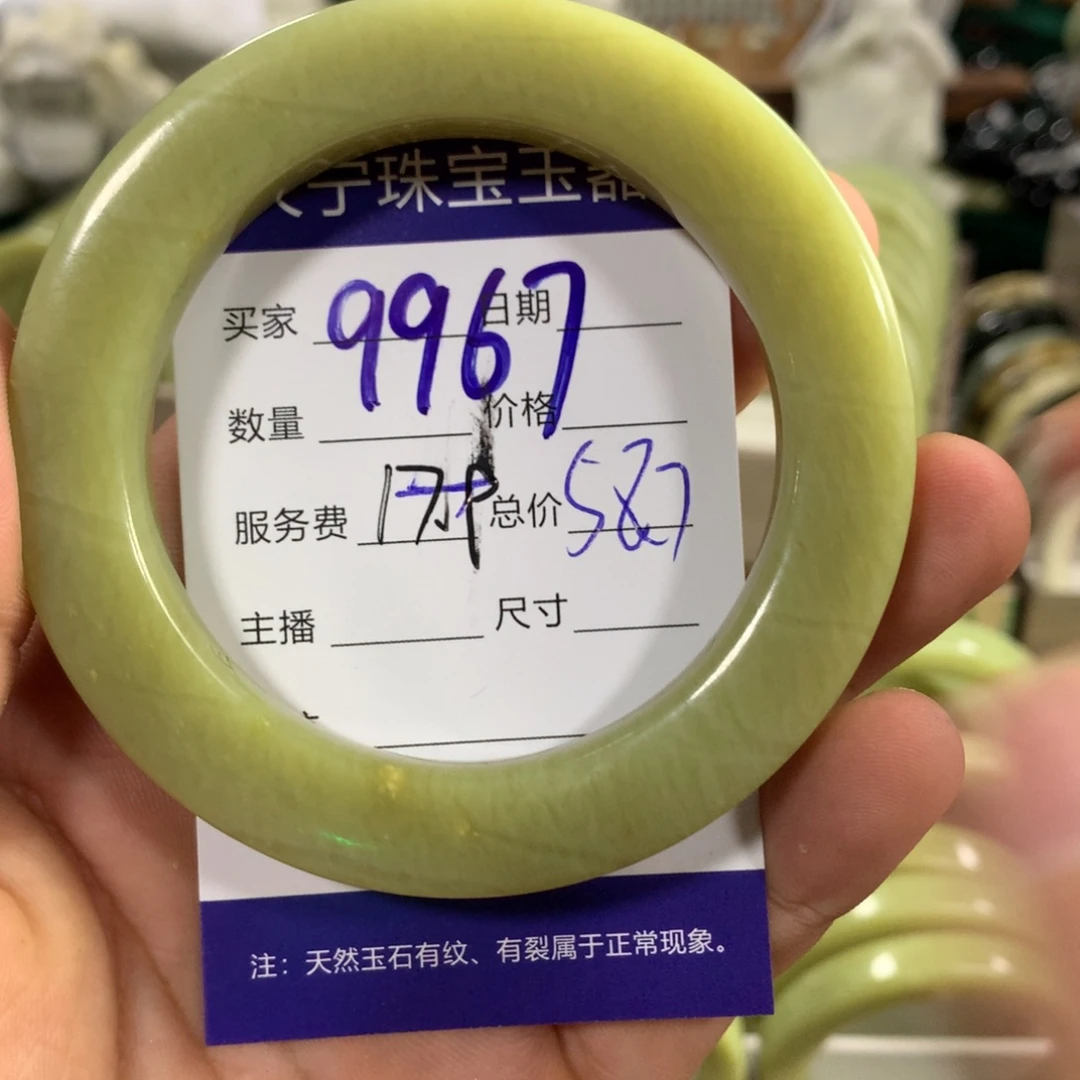 宁珠宝玉器
买家 9967 日期
数量 价格
服务费 总价
主播 尺寸
注：天然玉石有纹、有裂属于正常现象。